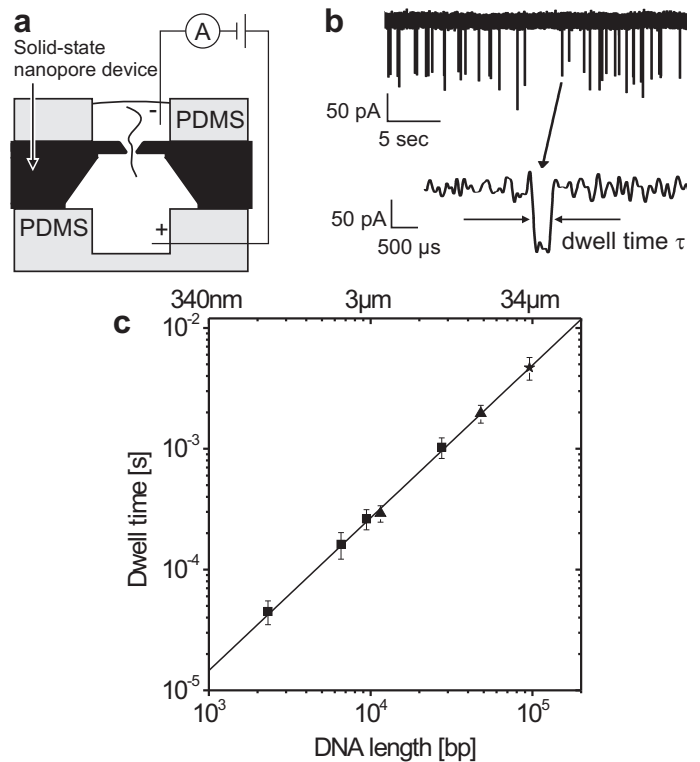 a
Solid-state
nanopore device
A
-
PDMS
PDMS
+
b
50 pA
5 sec
50 pA
500 µs
dwell time τ
c
340nm 3µm 34µm
10⁻²
10⁻³
10⁻⁴
10⁻⁵
Dwell time [s]
10³ 10⁴ 10⁵
DNA length [bp]